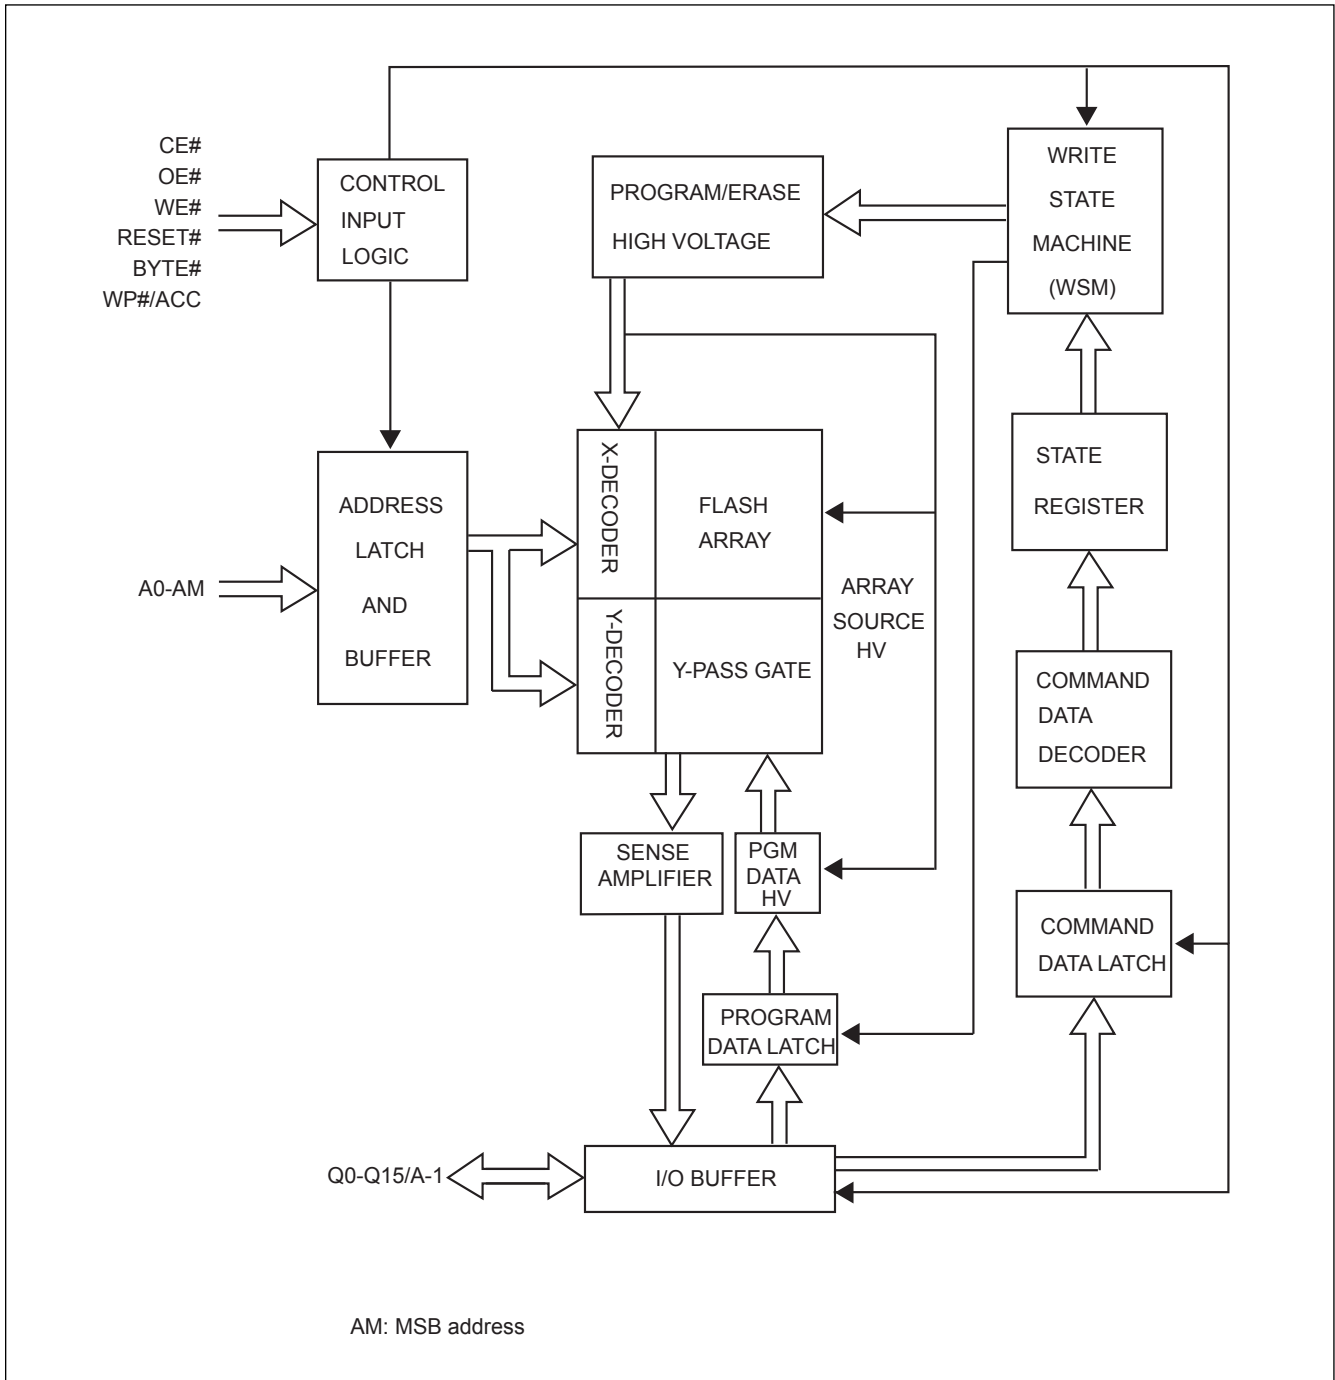 CE#
OE#
WE#
RESET#
BYTE#
WP#/ACC
CONTROL
INPUT
LOGIC
PROGRAM/ERASE
HIGH VOLTAGE
WRITE
STATE
MACHINE
(WSM)
A0-AM
ADDRESS
LATCH
AND
BUFFER
X-DECODER
FLASH
ARRAY
Y-DECODER
Y-PASS GATE
ARRAY
SOURCE
HV
STATE
REGISTER
COMMAND
DATA
DECODER
SENSE
AMPLIFIER
PGM
DATA
HV
COMMAND
DATA LATCH
PROGRAM
DATA LATCH
Q0-Q15/A-1
I/O BUFFER
AM: MSB address